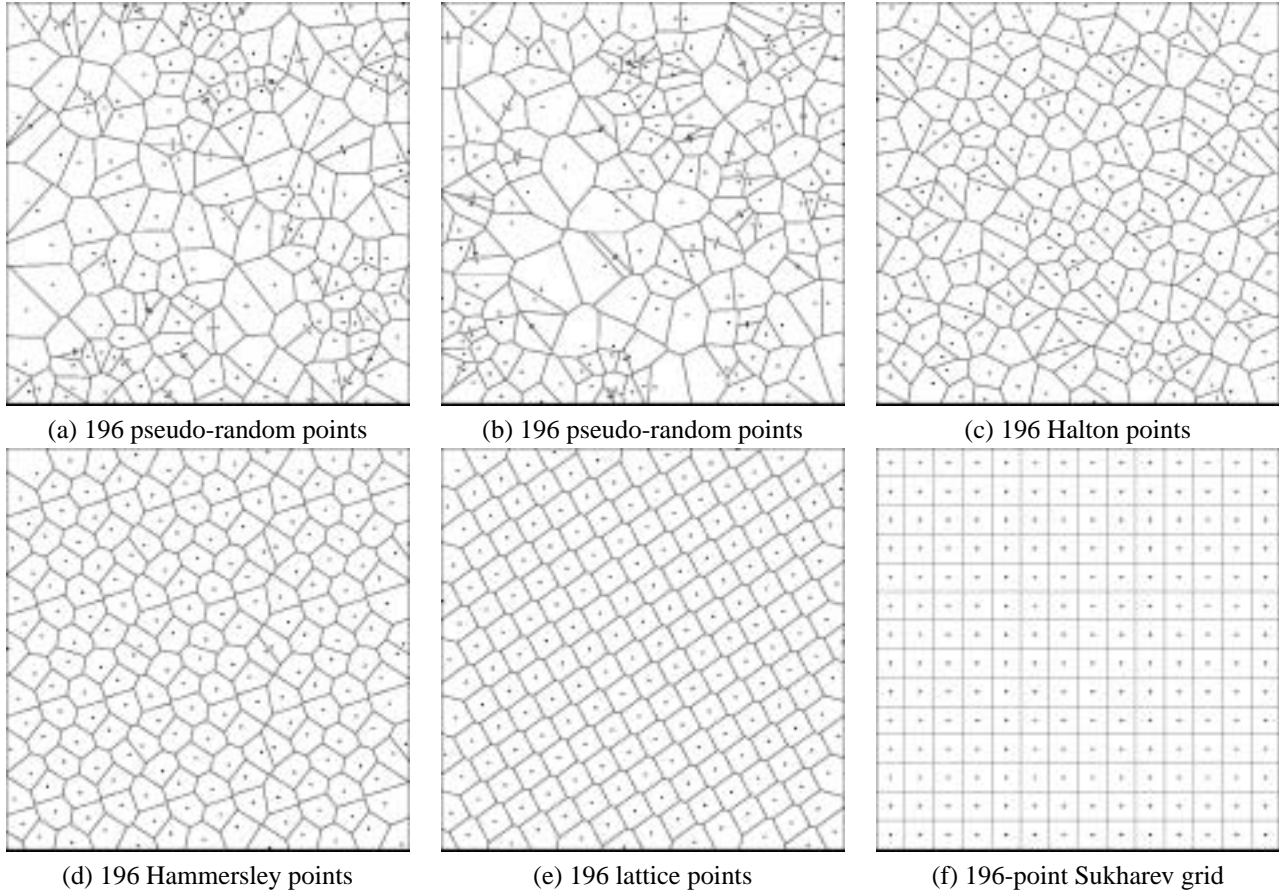 (a) 196 pseudo-random points
(b) 196 pseudo-random points
(c) 196 Halton points
(d) 196 Hammersley points
(e) 196 lattice points
(f) 196-point Sukharev grid